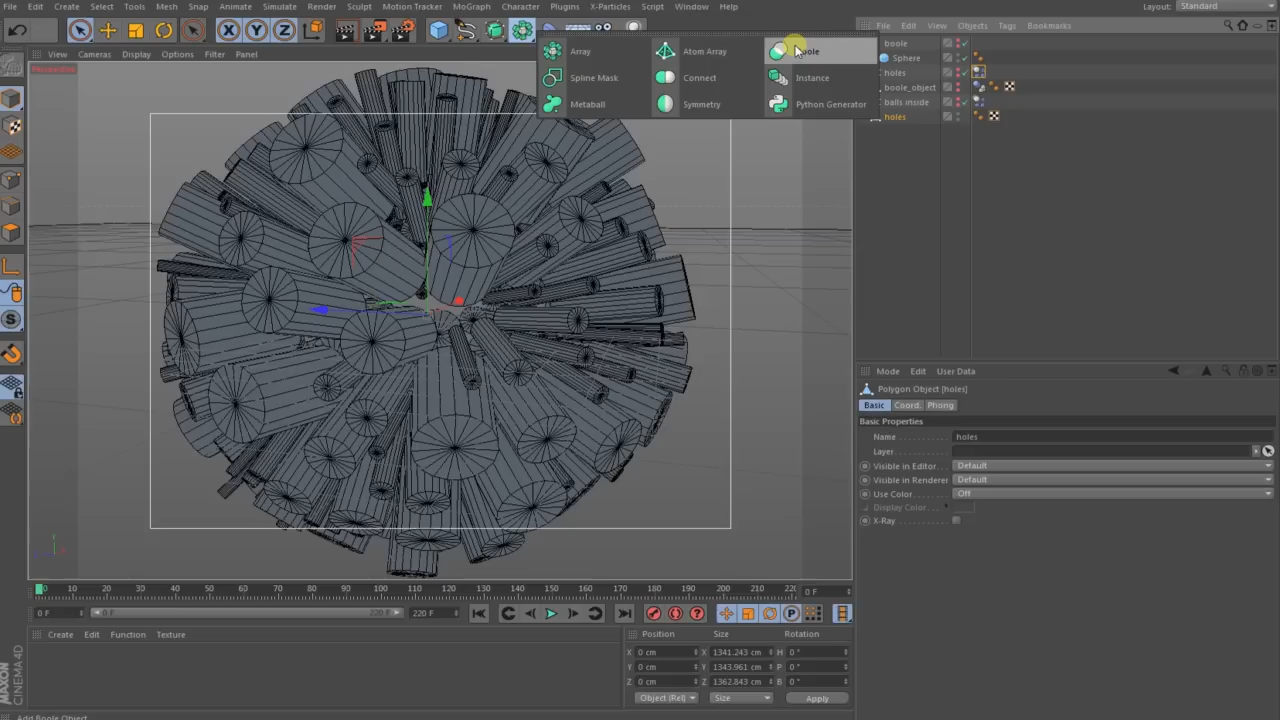 File Edit Create Select Tools Mesh Snap Animate Simulate Render Sculpt Motion Tracker MoGraph Character Plugins X-Particles Script Window Help
Layout: Standard
X Y Z
View Cameras Display Options Filter Panel
Perspective
Array Atom Array
Spline Mask Connect Instance
Metaball Symmetry Python Generator
File Edit View Objects Tags Bookmarks
boole
Sphere
holes
boole_object
balls inside
holes
Mode Edit User Data
Polygon Object [holes]
Basic Coord. Phong
Basic Properties
Name holes
Layer
Visible in Editor Default
Visible in Renderer Default
Use Color Off
Display Color
X-Ray
0 10 20 30 40 50 60 70 80 90 100 110 120 130 140 150 160 170 180 190 200 210 220
0 F
0 F 0 F 220 F 220 F
Create Edit Function Texture
Position Size Rotation
X 0 cm X 1341.243 cm H 0 °
Y 0 cm Y 1343.961 cm P 0 °
Z 0 cm Z 1362.843 cm B 0 °
Object (Rel) Size Apply
MAXON
CINEMA4D
Add Boole Object